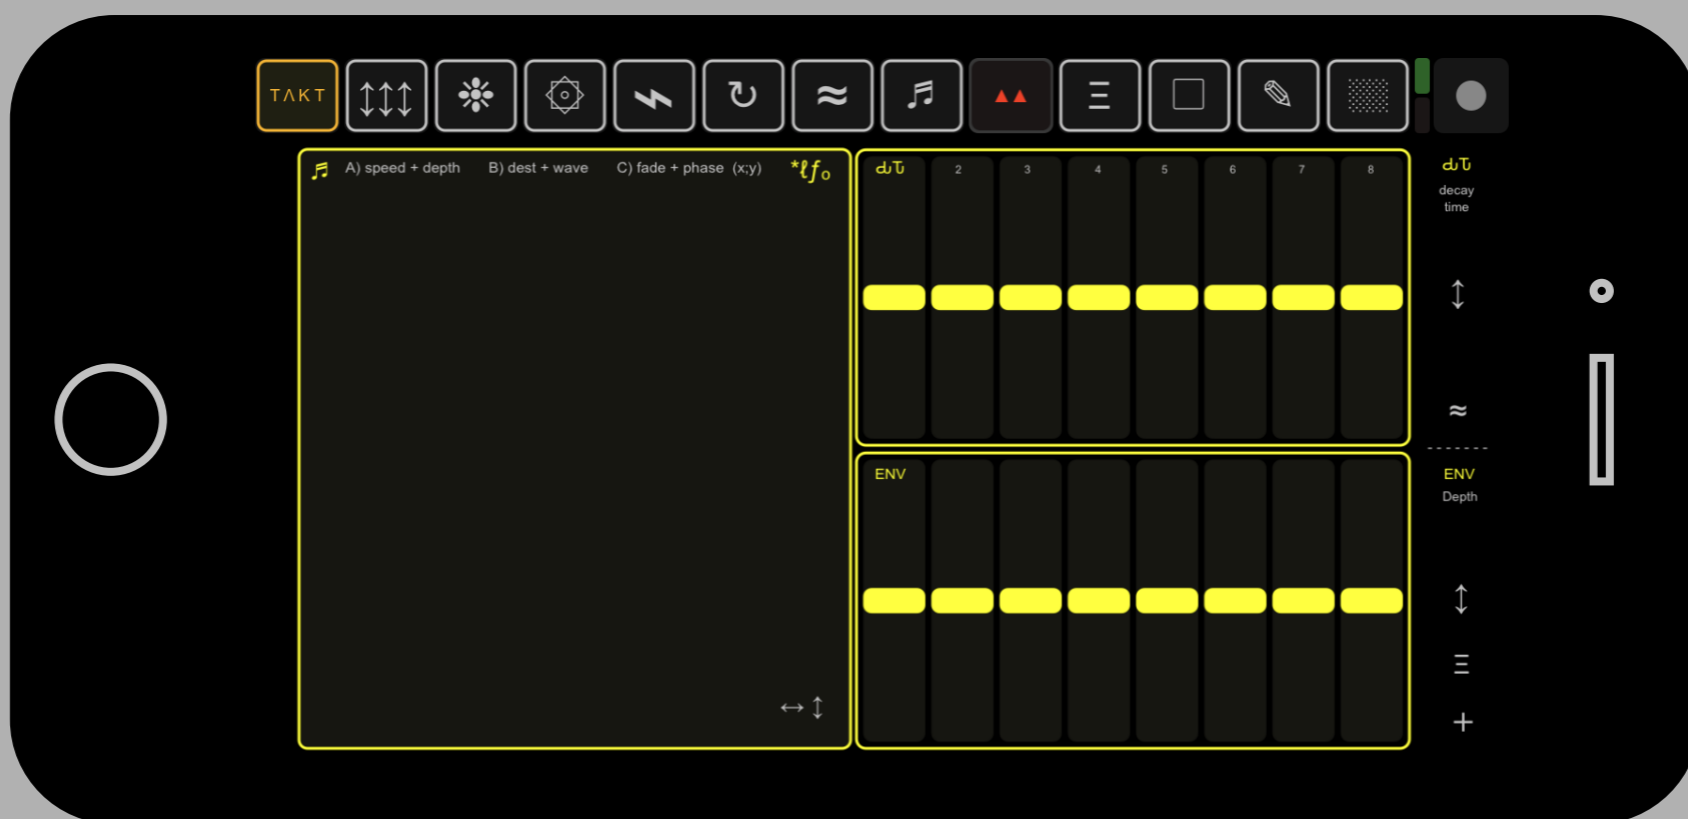 TΛKT
A) speed + depth B) dest + wave C) fade + phase (x;y) *ℓfo
2 3 4 5 6 7 8
decay
time
ENV
ENV
Depth